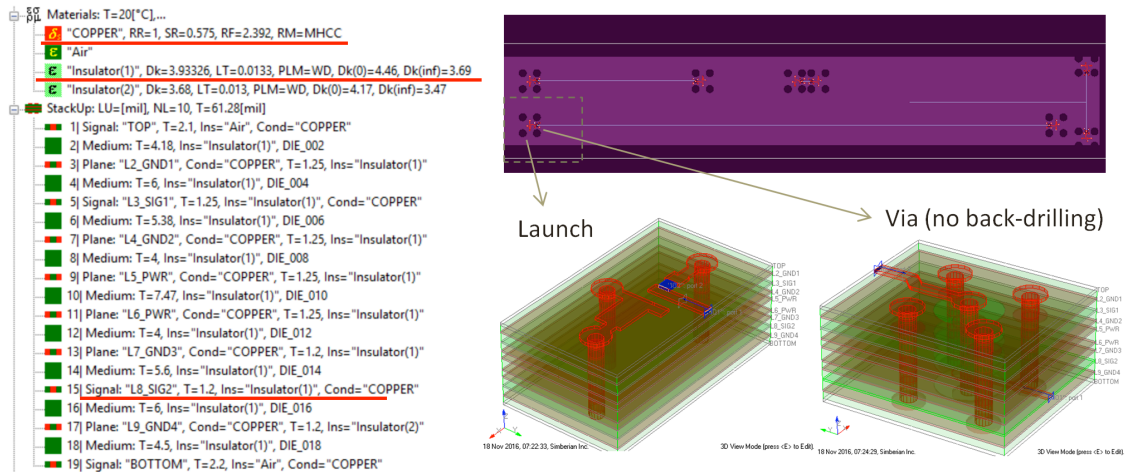 εσ
ρμ
Materials: T=20[°C],...
"COPPER", RR=1, SR=0.575, RF=2.392, RM=MHCC
"Air"
"Insulator(1)", Dk=3.93326, LT=0.0133, PLM=WD, Dk(0)=4.46, Dk(inf)=3.69
"Insulator(2)", Dk=3.68, LT=0.013, PLM=WD, Dk(0)=4.17, Dk(inf)=3.47
StackUp: LU=[mil], NL=10, T=61.28[mil]
1| Signal: "TOP", T=2.1, Ins="Air", Cond="COPPER"
2| Medium: T=4.18, Ins="Insulator(1)", DIE_002
3| Plane: "L2_GND1", Cond="COPPER", T=1.25, Ins="Insulator(1)"
4| Medium: T=6, Ins="Insulator(1)", DIE_004
5| Signal: "L3_SIG1", T=1.25, Ins="Insulator(1)", Cond="COPPER"
6| Medium: T=5.38, Ins="Insulator(1)", DIE_006
7| Plane: "L4_GND2", Cond="COPPER", T=1.25, Ins="Insulator(1)"
8| Medium: T=4, Ins="Insulator(1)", DIE_008
9| Plane: "L5_PWR", Cond="COPPER", T=1.25, Ins="Insulator(1)"
10| Medium: T=7.47, Ins="Insulator(1)", DIE_010
11| Plane: "L6_PWR", Cond="COPPER", T=1.25, Ins="Insulator(1)"
12| Medium: T=4, Ins="Insulator(1)", DIE_012
13| Plane: "L7_GND3", Cond="COPPER", T=1.2, Ins="Insulator(1)"
14| Medium: T=5.6, Ins="Insulator(1)", DIE_014
15| Signal: "L8_SIG2", T=1.2, Ins="Insulator(1)", Cond="COPPER"
16| Medium: T=6, Ins="Insulator(1)", DIE_016
17| Plane: "L9_GND4", Cond="COPPER", T=1.2, Ins="Insulator(2)"
18| Medium: T=4.5, Ins="Insulator(1)", DIE_018
19| Signal: "BOTTOM", T=2.2, Ins="Air", Cond="COPPER"
Launch
TOP
L2_GND1
L3_SIG1
L4_GND2
L5_PWR
L6_PWR
L7_GND3
L8_SIG2
L9_GND4
BOTTOM
18 Nov 2016, 07:22:33, Simberian Inc.
3D View Mode (press <E> to Edit).
Via (no back-drilling)
TOP
L2_GND1
L3_SIG1
L4_GND2
L5_PWR
L6_PWR
L7_GND3
L8_SIG2
L9_GND4
BOTTOM
18 Nov 2016, 07:24:29, Simberian Inc.
3D View Mode (press <E> to Edit).